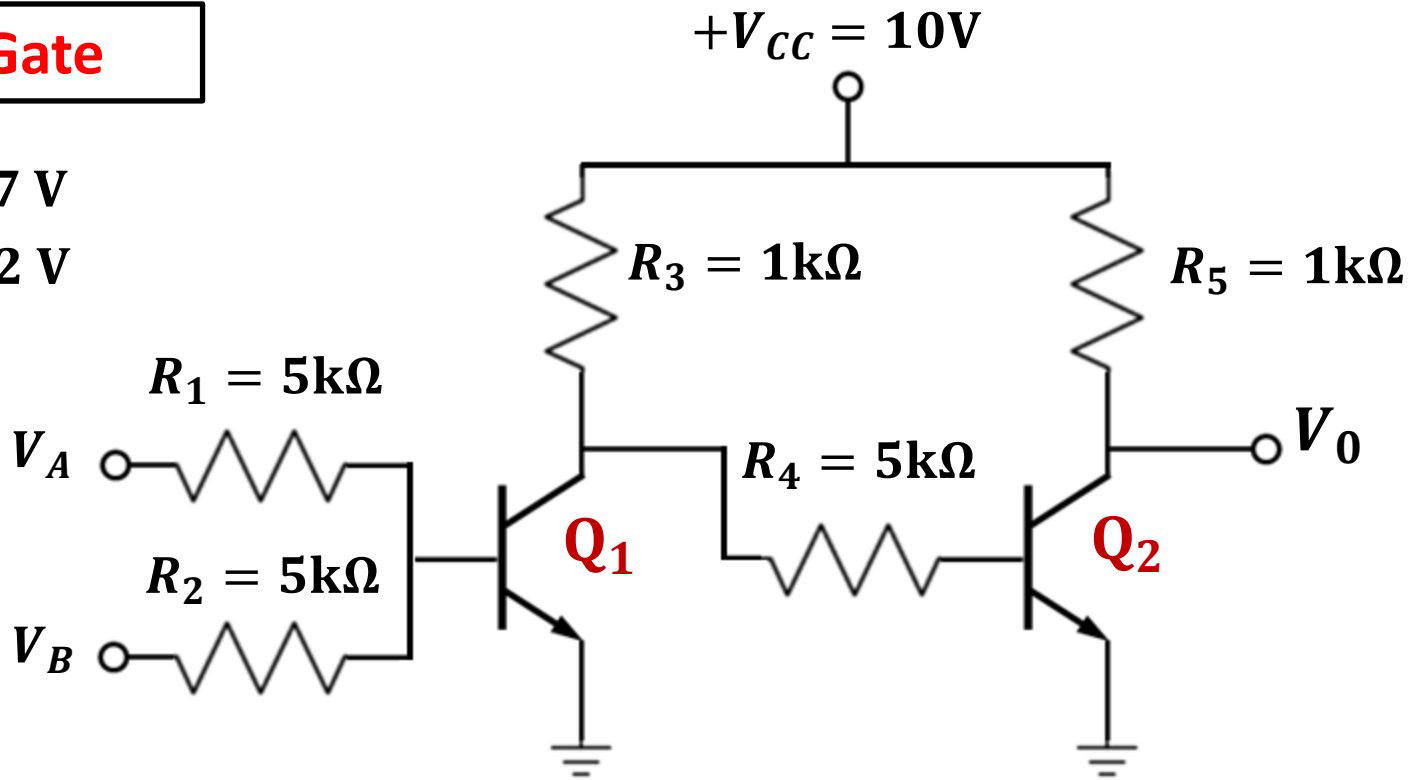 +V_CC = 10V
Gate
7 V
2 V
R_3 = 1kΩ
R_5 = 1kΩ
R_1 = 5kΩ
V_A
R_4 = 5kΩ
V_0
Q_1
Q_2
R_2 = 5kΩ
V_B